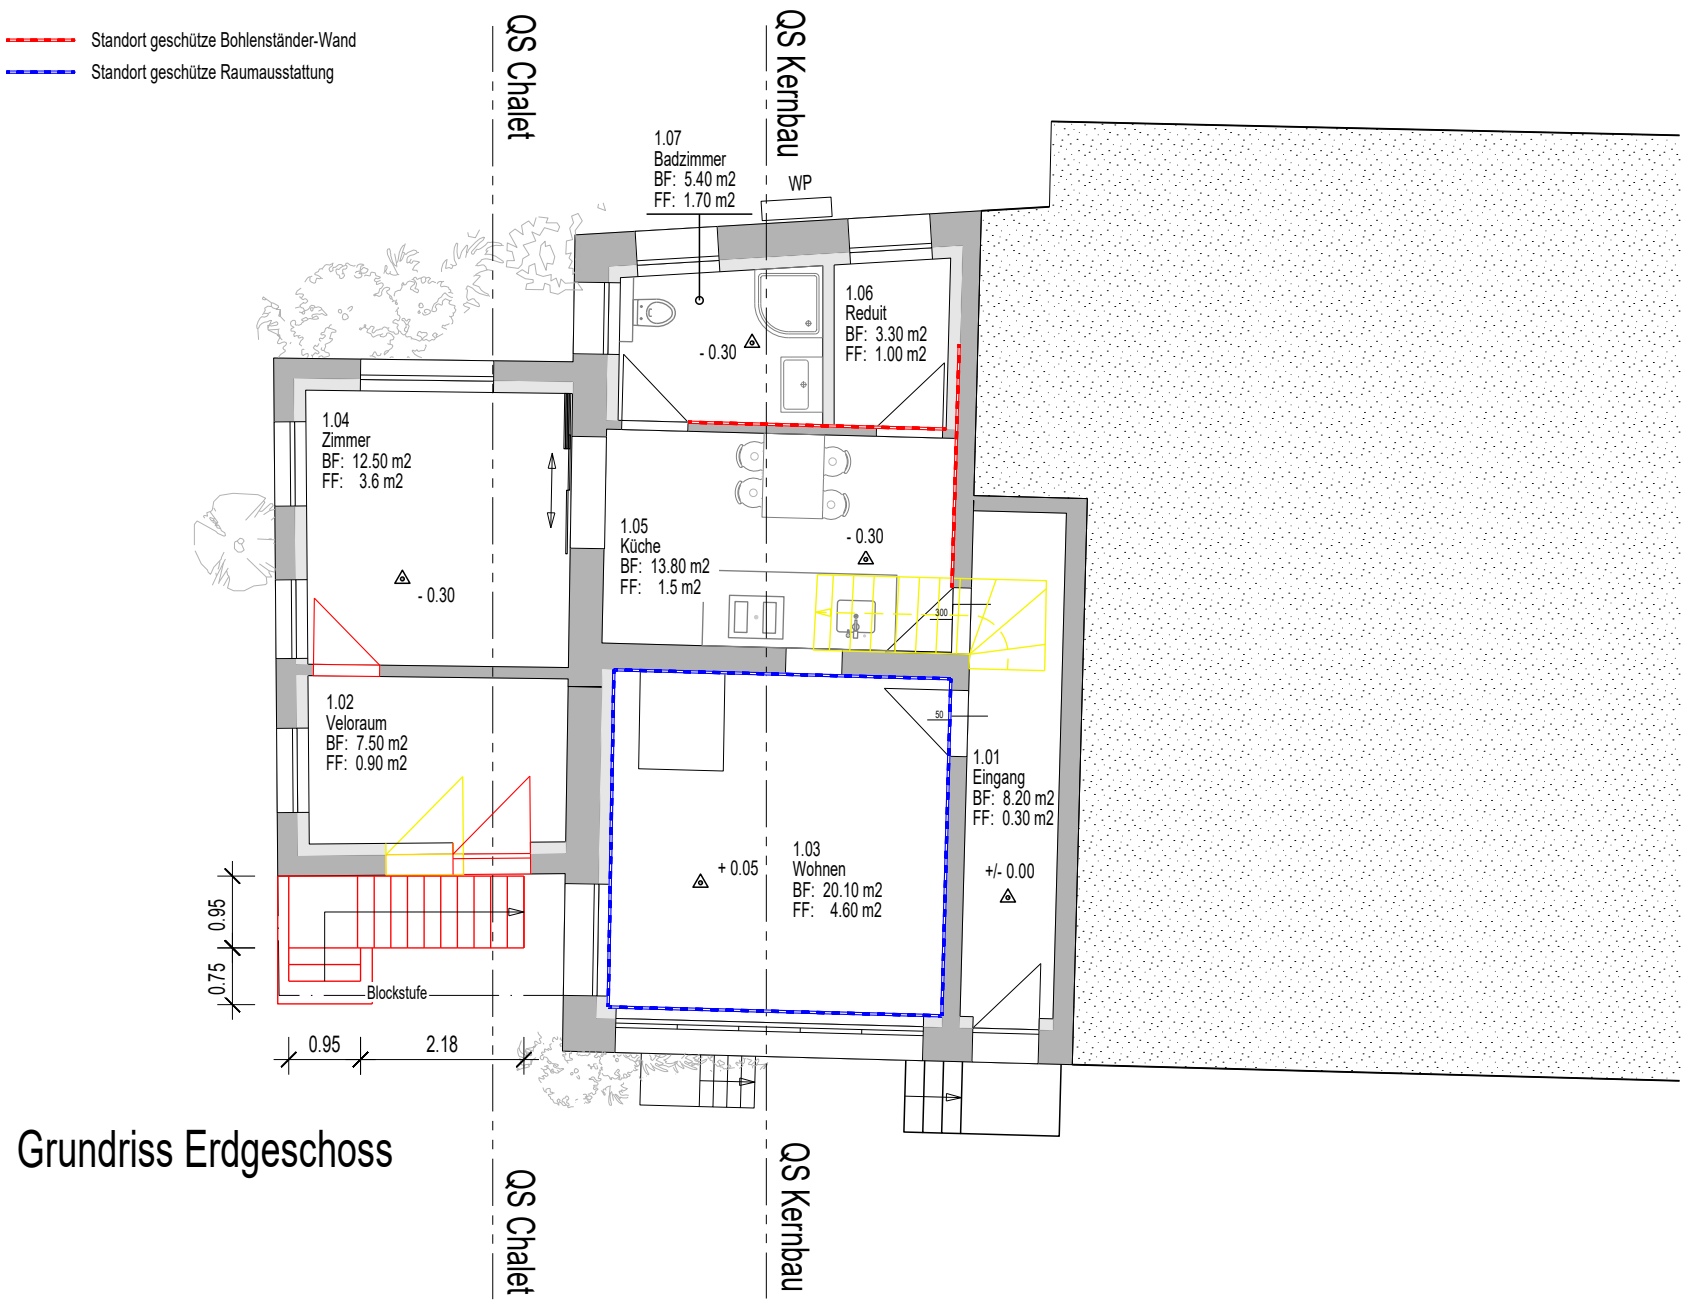 Standort geschütze Bohlenständer-Wand
Standort geschütze Raumausstattung
QS Chalet
QS Kernbau
1.07
Badzimmer
BF: 5.40 m2
FF: 1.70 m2
WP
1.06
Reduit
BF: 3.30 m2
FF: 1.00 m2
- 0.30
1.04
Zimmer
BF: 12.50 m2
FF: 3.6 m2
- 0.30
1.05
Küche
BF: 13.80 m2
FF: 1.5 m2
- 0.30
300
1.02
Veloraum
BF: 7.50 m2
FF: 0.90 m2
50
1.01
Eingang
BF: 8.20 m2
FF: 0.30 m2
+/- 0.00
1.03
Wohnen
BF: 20.10 m2
FF: 4.60 m2
+ 0.05
0.95
0.75
Blockstufe
0.95
2.18
Grundriss Erdgeschoss
QS Chalet
QS Kernbau